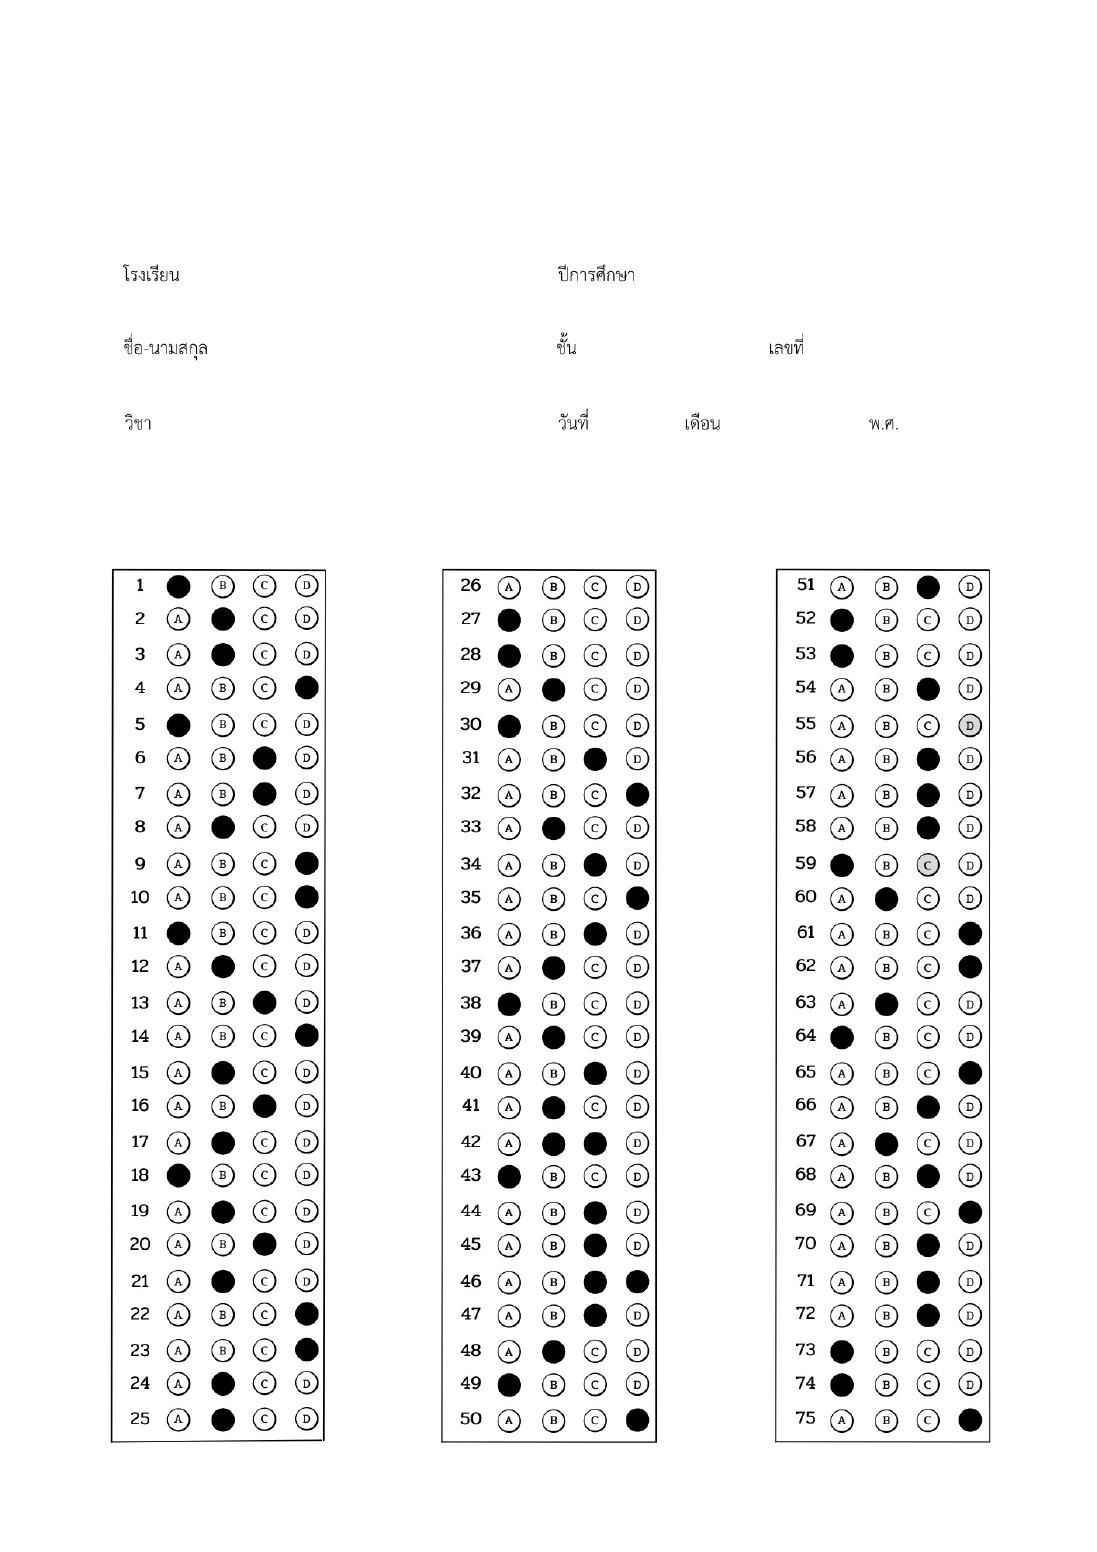 โรงเรียน ปีการศึกษา
ชื่อ-นามสกุล ชั้น เลขที่
วิชา วันที่ เดือน พ.ศ.
1 B C D 26 A B C D 51 A B D
2 A C D 27 B C D 52 B C D
3 A C D 28 B C D 53 B C D
4 A B C 29 A C D 54 A B D
5 B C D 30 B C D 55 A B C D
6 A B D 31 A B D 56 A B D
7 A B D 32 A B C 57 A B D
8 A C D 33 A C D 58 A B D
9 A B C 34 A B D 59 B C D
10 A B C 35 A B C 60 A C D
11 B C D 36 A B D 61 A B C
12 A C D 37 A C D 62 A B C
13 A B D 38 B C D 63 A C D
14 A B C 39 A C D 64 B C D
15 A C D 40 A B D 65 A B C
16 A B D 41 A C D 66 A B D
17 A C D 42 A D 67 A C D
18 B C D 43 B C D 68 A B D
19 A C D 44 A B D 69 A B C
20 A B D 45 A B D 70 A B D
21 A C D 46 A B 71 A B D
22 A B C 47 A B D 72 A B D
23 A B C 48 A C D 73 B C D
24 A C D 49 B C D 74 B C D
25 A C D 50 A B C 75 A B C